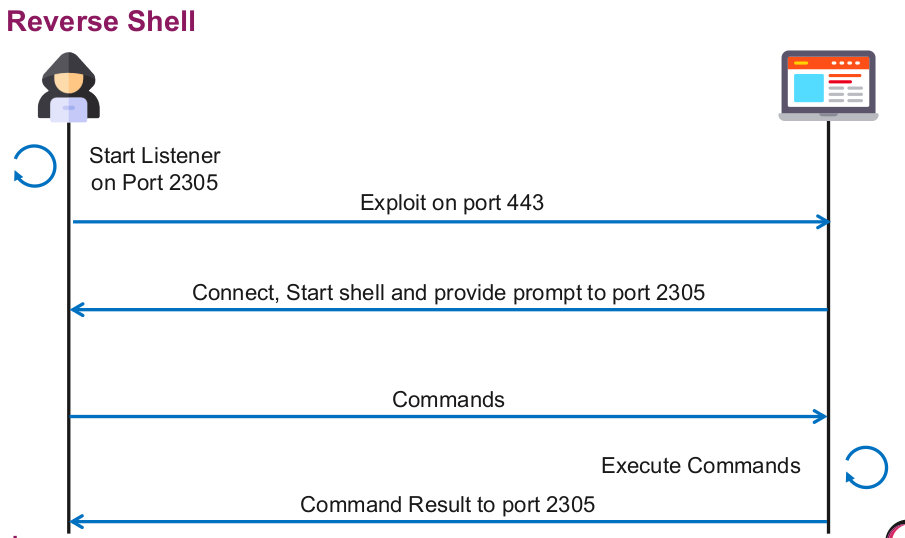 Reverse Shell
Start Listener
on Port 2305
Exploit on port 443
Connect, Start shell and provide prompt to port 2305
Commands
Execute Commands
Command Result to port 2305